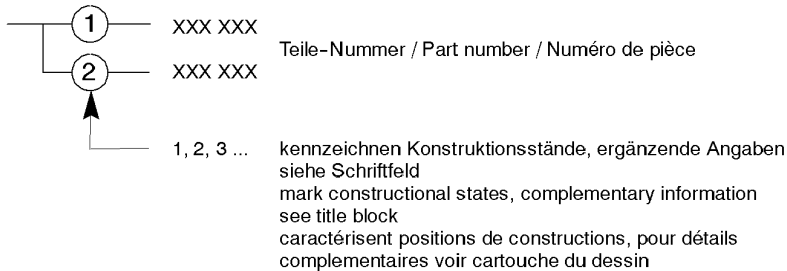 1 XXX XXX
Teile-Nummer / Part number / Numéro de pièce
2 XXX XXX
1, 2, 3 ... kennzeichnen Konstruktionsstände, ergänzende Angaben
siehe Schriftfeld
mark constructional states, complementary information
see title block
caractérisent positions de constructions, pour détails
complementaires voir cartouche du dessin